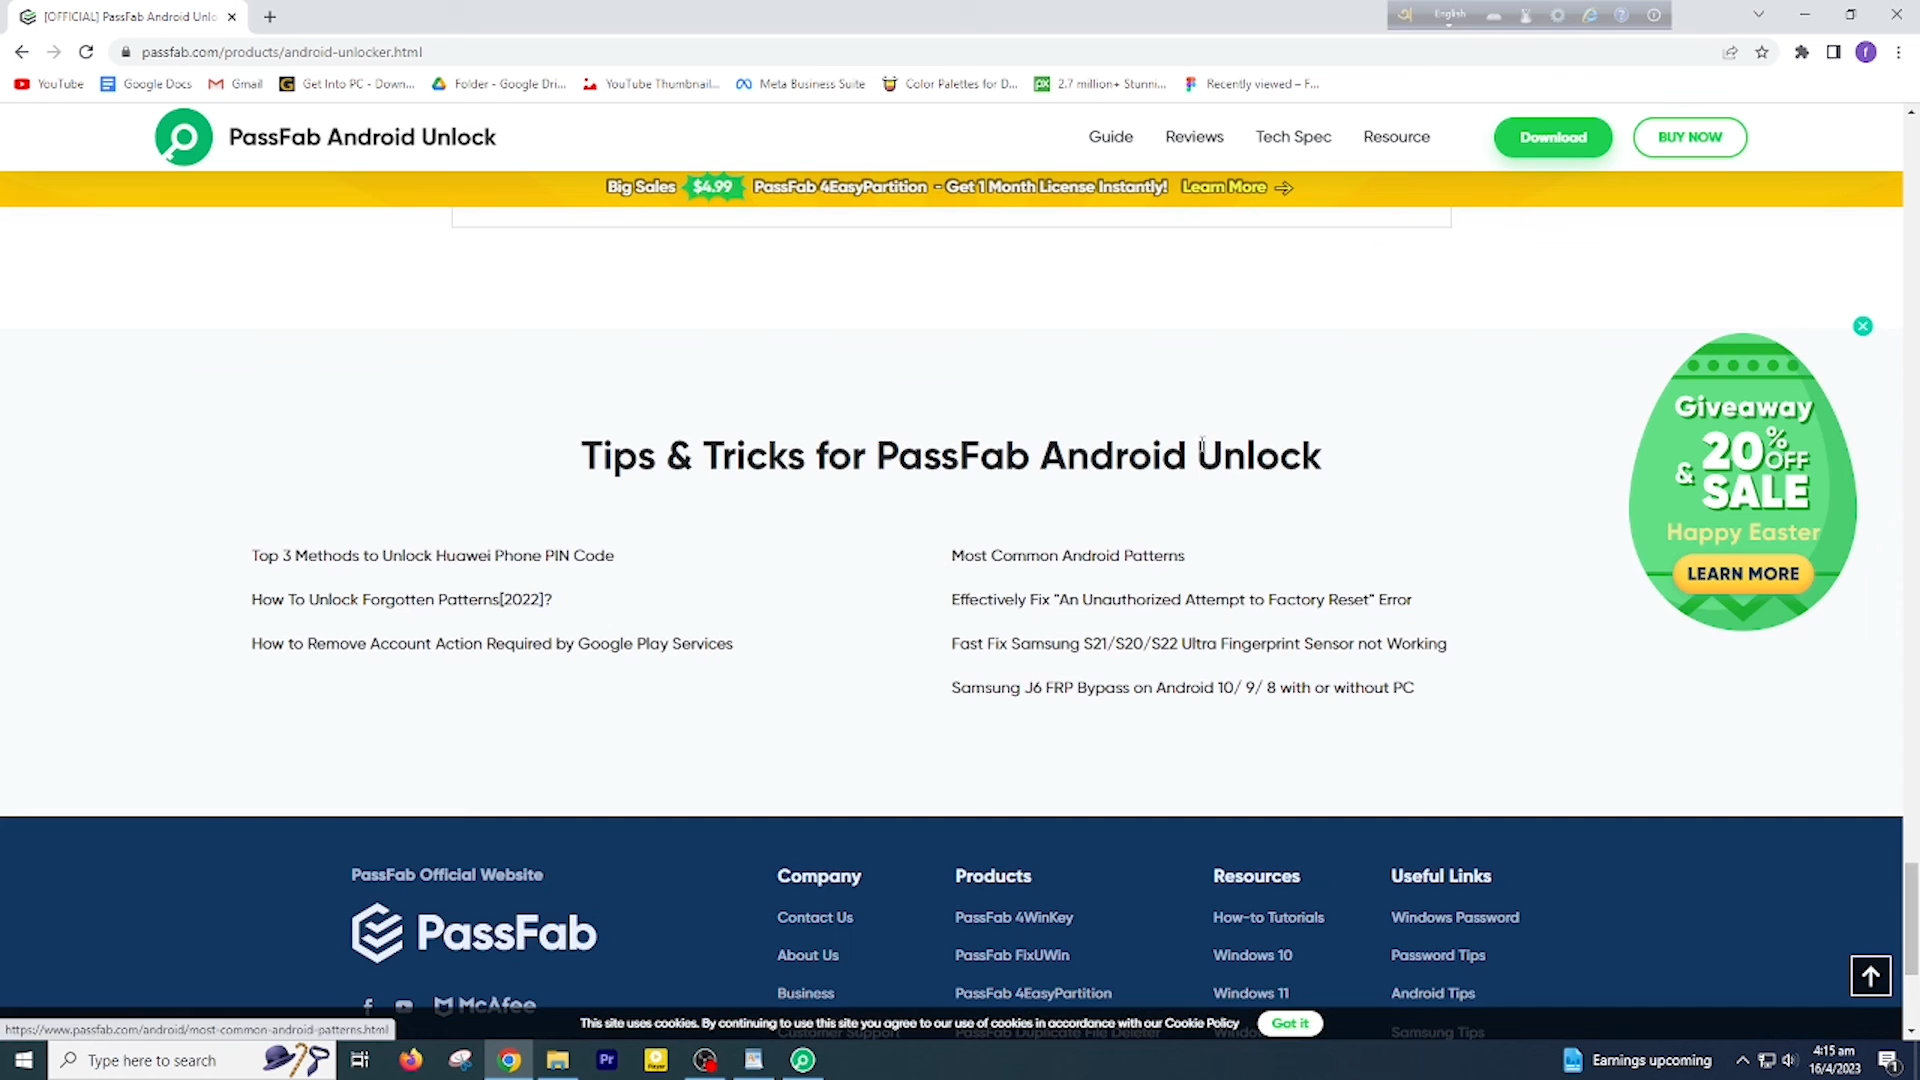 [OFFICIAL] PassFab Android Unlo
English
passfab.com/products/android-unlocker.html
YouTube
Google Docs
Gmail
Get Into PC - Down...
Folder - Google Dri...
YouTube Thumbnail...
Meta Business Suite
Color Palettes for D...
2.7 million+ Stunni...
Recently viewed – F...
PassFab Android Unlock
Guide
Reviews
Tech Spec
Resource
Download
BUY NOW
Big Sales $4.99 PassFab 4EasyPartition - Get 1 Month License Instantly! Learn More
Giveaway
& 20% OFF
SALE
Happy Easter
LEARN MORE
Tips & Tricks for PassFab Android Unlock
Top 3 Methods to Unlock Huawei Phone PIN Code
Most Common Android Patterns
How To Unlock Forgotten Patterns[2022]?
Effectively Fix "An Unauthorized Attempt to Factory Reset" Error
How to Remove Account Action Required by Google Play Services
Fast Fix Samsung S21/S20/S22 Ultra Fingerprint Sensor not Working
Samsung J6 FRP Bypass on Android 10/ 9/ 8 with or without PC
PassFab Official Website
PassFab
McAfee
Company
Contact Us
About Us
Business
Customer Support
Products
PassFab 4WinKey
PassFab FixUWin
PassFab 4EasyPartition
PassFab Duplicate File Deleter
Resources
How-to Tutorials
Windows 10
Windows 11
Useful Links
Windows Password
Password Tips
Android Tips
Samsung Tips
https://www.passfab.com/android/most-common-android-patterns.html
This site uses cookies. By continuing to use this site you agree to our use of cookies in accordance with our Cookie Policy
Got it
Type here to search
Pr
Earnings upcoming
4:15 am
16/4/2023